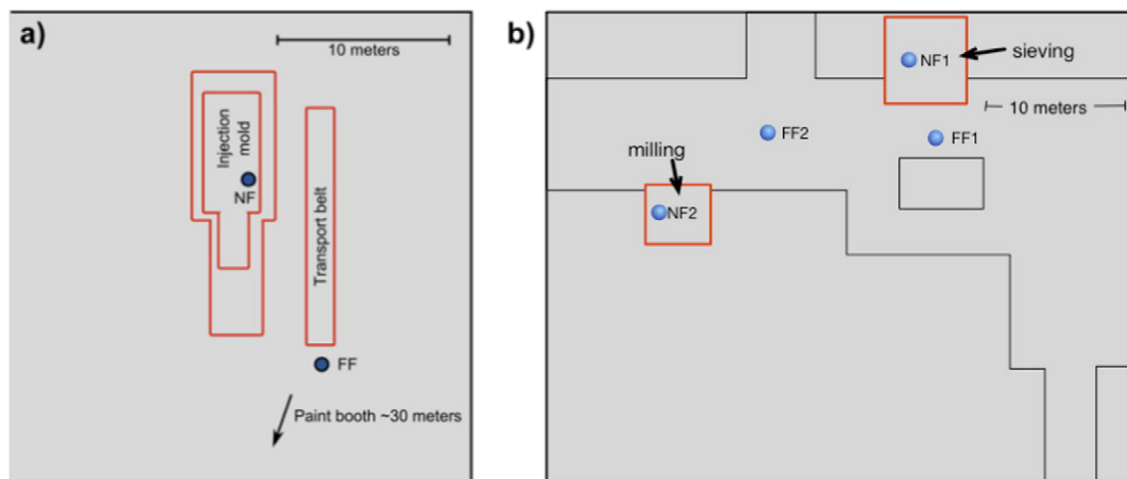 a)
10 meters
Injection
mold
NF
Transport belt
FF
Paint booth ~30 meters
b)
NF1
sieving
10 meters
FF2
FF1
milling
NF2